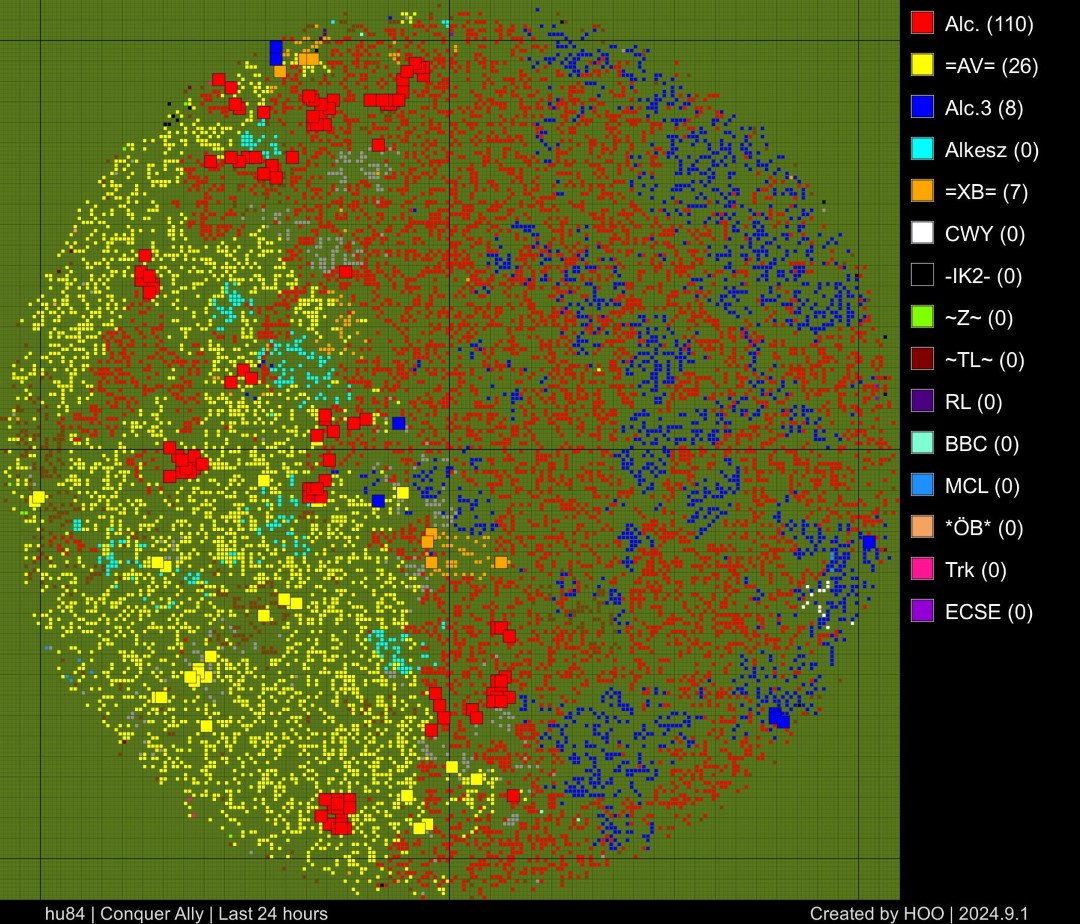 Alc. (110)
=AV= (26)
Alc.3 (8)
Alkesz (0)
=XB= (7)
CWY (0)
-IK2- (0)
~Z~ (0)
~TL~ (0)
RL (0)
BBC (0)
MCL (0)
*ÖB* (0)
Trk (0)
ECSE (0)
hu84 | Conquer Ally | Last 24 hours
Created by HOO | 2024.9.1